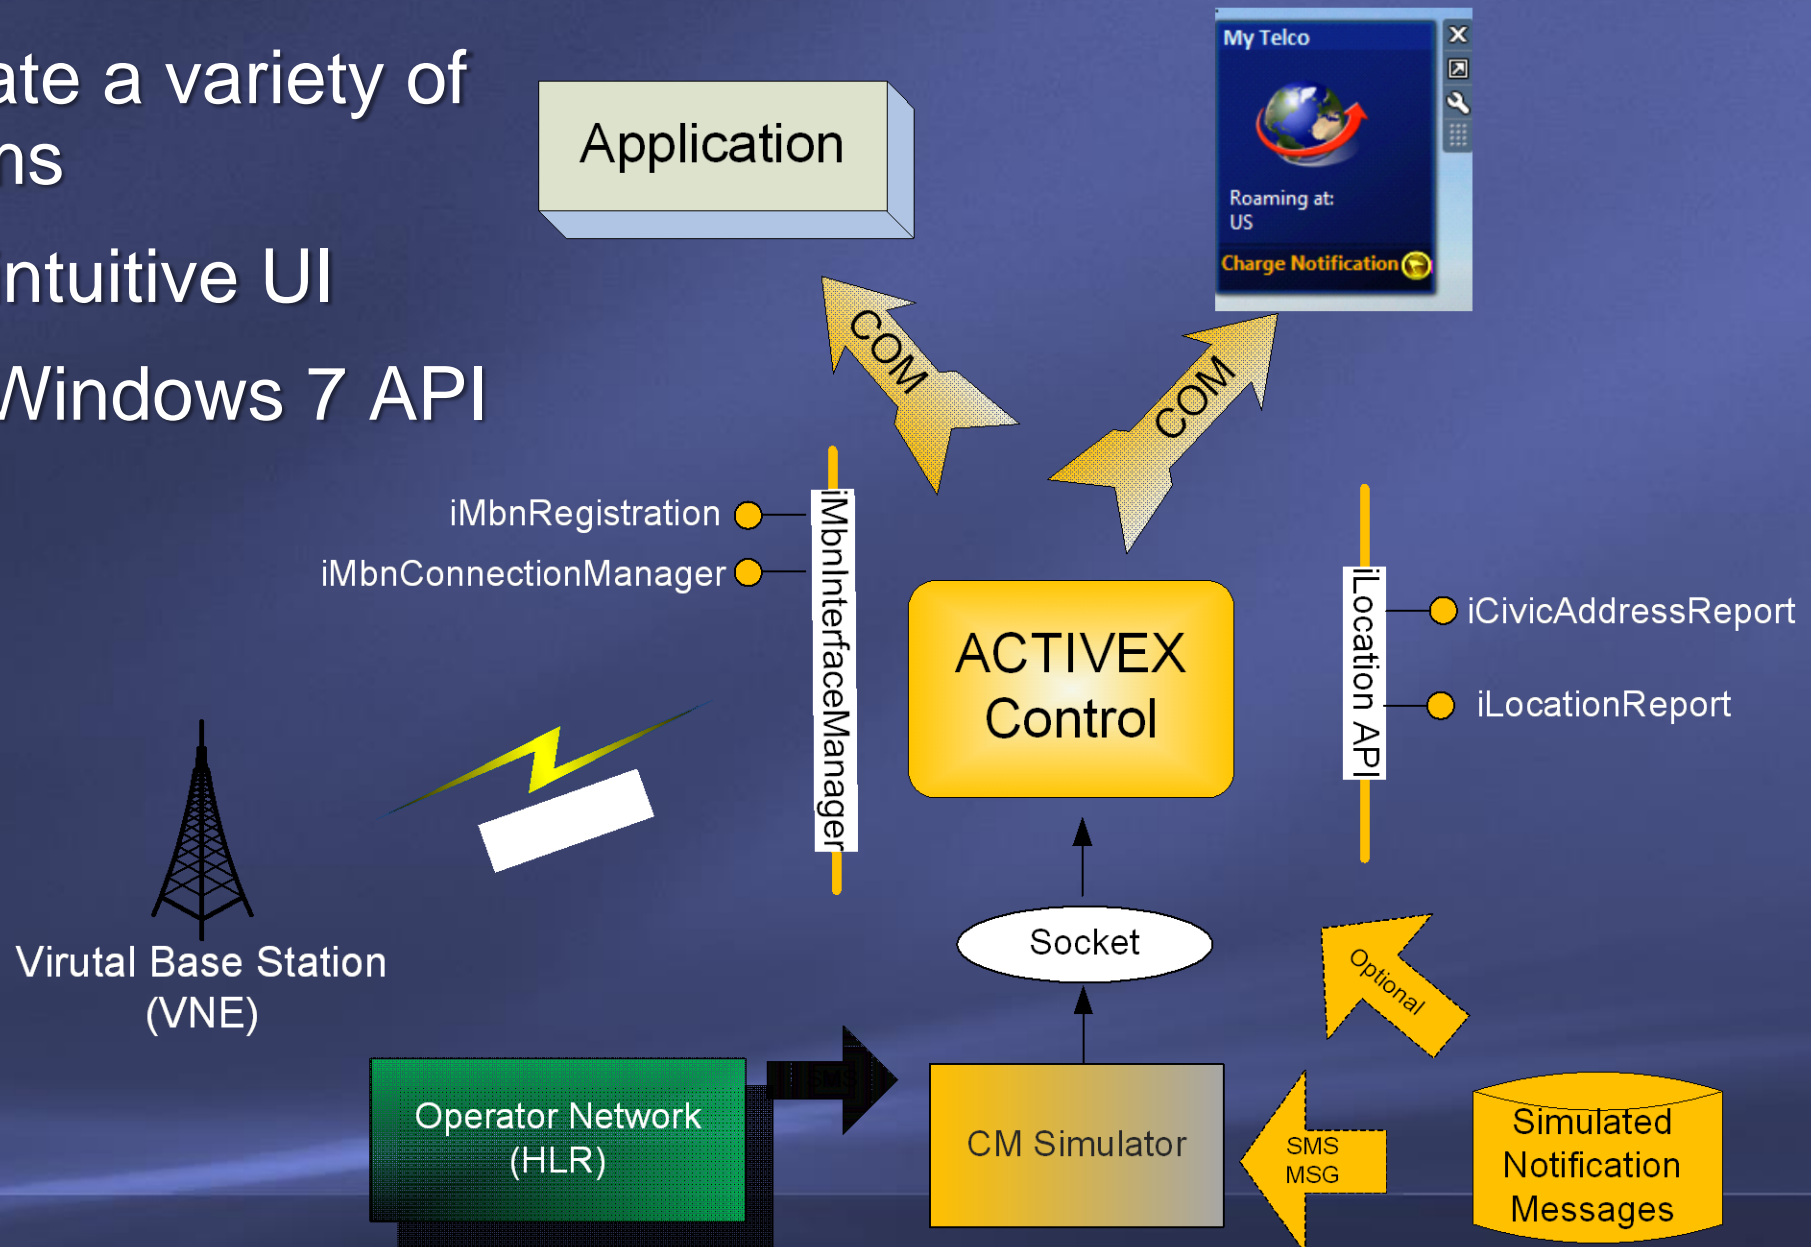 ate a variety of
ns
ntuitive UI
Windows 7 API
Application
My Telco
Roaming at:
US
Charge Notification
COM
COM
iMbnRegistration
iMbnConnectionManager
iMbnInterfaceManager
ACTIVEX
Control
iLocation API
iCivicAddressReport
iLocationReport
Virutal Base Station
(VNE)
Socket
Optional
Operator Network
(HLR)
SMS
CM Simulator
SMS
MSG
Simulated
Notification
Messages